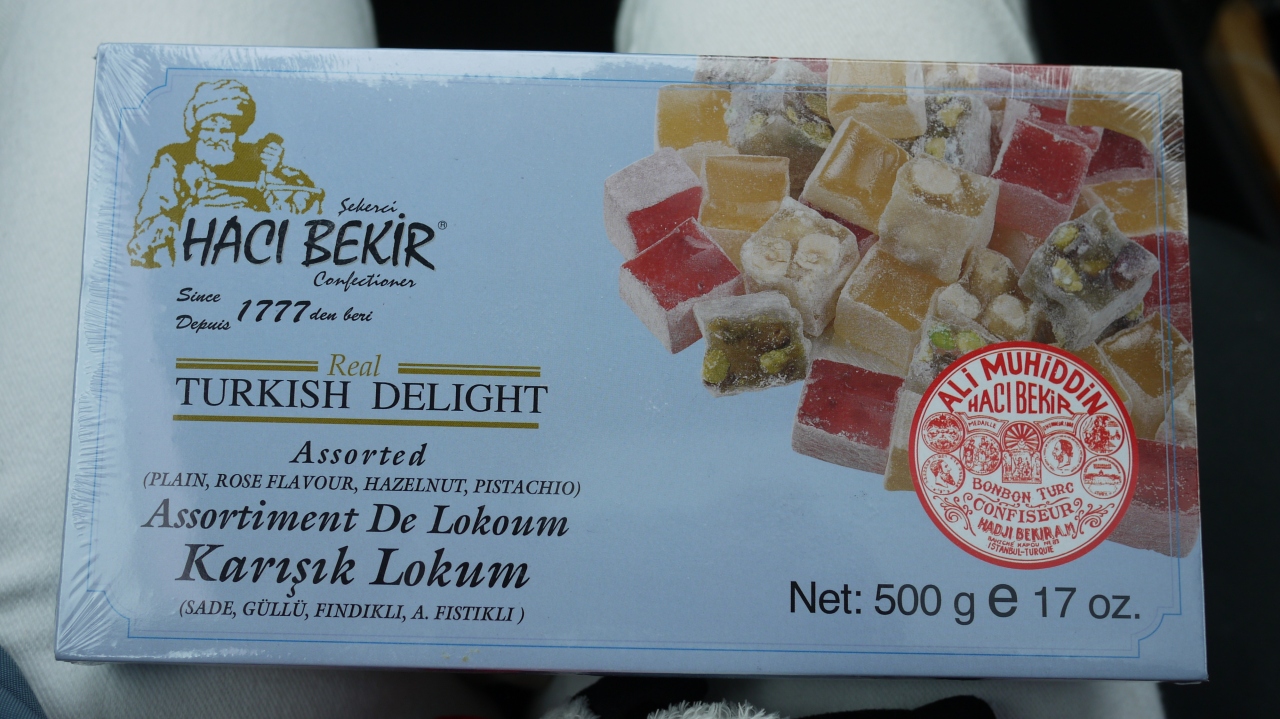 Şekerci
HACI BEKİR®
Confectioner
Since
Depuis 1777 den beri
Real
TURKISH DELIGHT
Assorted
(PLAIN, ROSE FLAVOUR, HAZELNUT, PISTACHIO)
Assortiment De Lokoum
Karışık Lokum
(SADE, GÜLLÜ, FINDIKLI, A. FISTIKLI )
ALİ MUHİDDİN
HACI BEKİR
MEDAILLE
BONBON TURC
CONFISEUR
HADJI BEKIR A.M
ISTANBUL-TURQUIE
Net: 500 g e 17 oz.